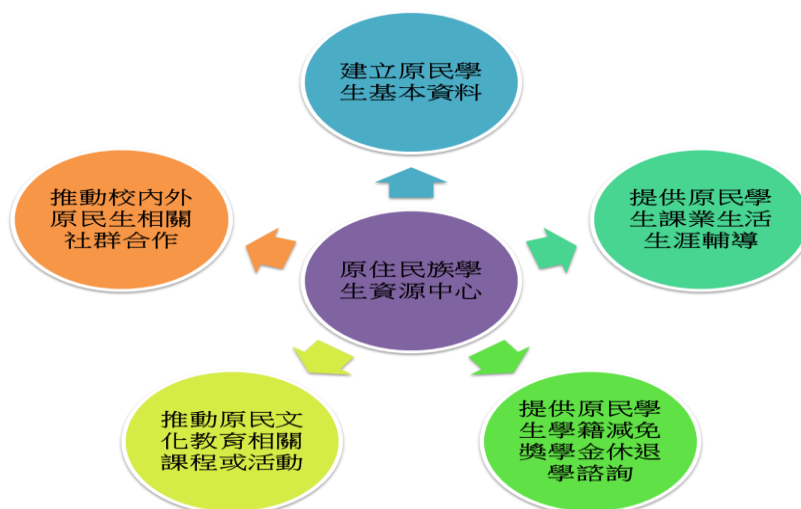 建立原民學
生基本資料
提供原民學
生課業生活
生涯輔導
提供原民學
生學籍減免
獎學金休退
學諮詢
推動原民文
化教育相關
課程或活動
推動校內外
原民生相關
社群合作
原住民族學
生資源中心